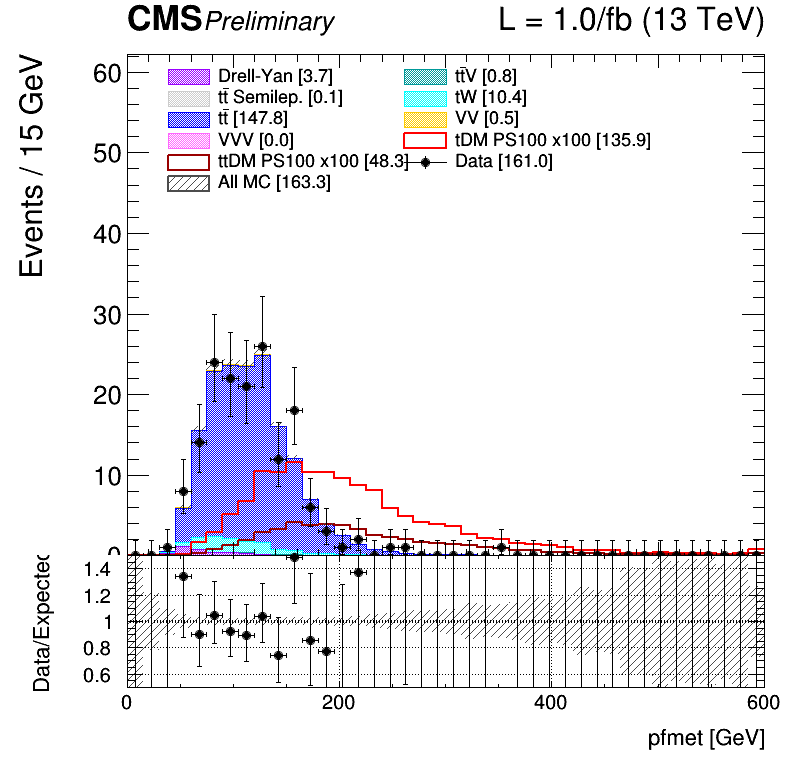 CMS Preliminary L = 1.0/fb (13 TeV)
Events / 15 GeV
60
50
40
30
20
10
0
Drell-Yan [3.7]
tt̄ Semilep. [0.1]
tt̄ [147.8]
VVV [0.0]
ttDM PS100 x100 [48.3]
All MC [163.3]
tt̄V [0.8]
tW [10.4]
VV [0.5]
tDM PS100 x100 [135.9]
Data [161.0]
Data/Expected
1.4
1.2
1
0.8
0.6
0 200 400 600
pfmet [GeV]